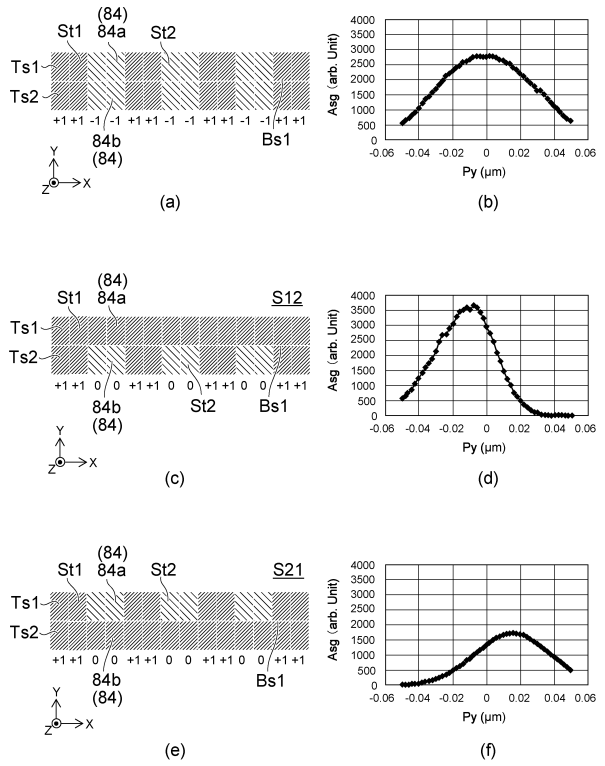 (84)
St1 84a St2
Ts1
Ts2
+1 +1 -1 -1 +1 +1 -1 -1 +1 +1 -1 -1 +1 +1
84b Bs1
(84)
Y
Z X
(a)
Asg (arb. Unit)
4000
3500
3000
2500
2000
1500
1000
500
0
-0.06 -0.04 -0.02 0 0.02 0.04 0.06
Py (μm)
(b)
(84)
St1 84a S12
Ts1
Ts2
+1 +1 0 0 +1 +1 0 0 +1 +1 0 0 +1 +1
84b St2 Bs1
(84)
Y
Z X
(c)
Asg (arb. Unit)
4000
3500
3000
2500
2000
1500
1000
500
0
-0.06 -0.04 -0.02 0 0.02 0.04 0.06
Py (μm)
(d)
(84)
St1 84a St2 S21
Ts1
Ts2
+1 +1 0 0 +1 +1 0 0 +1 +1 0 0 +1 +1
84b Bs1
(84)
Y
Z X
(e)
Asg (arb. Unit)
4000
3500
3000
2500
2000
1500
1000
500
0
-0.06 -0.04 -0.02 0 0.02 0.04 0.06
Py (μm)
(f)